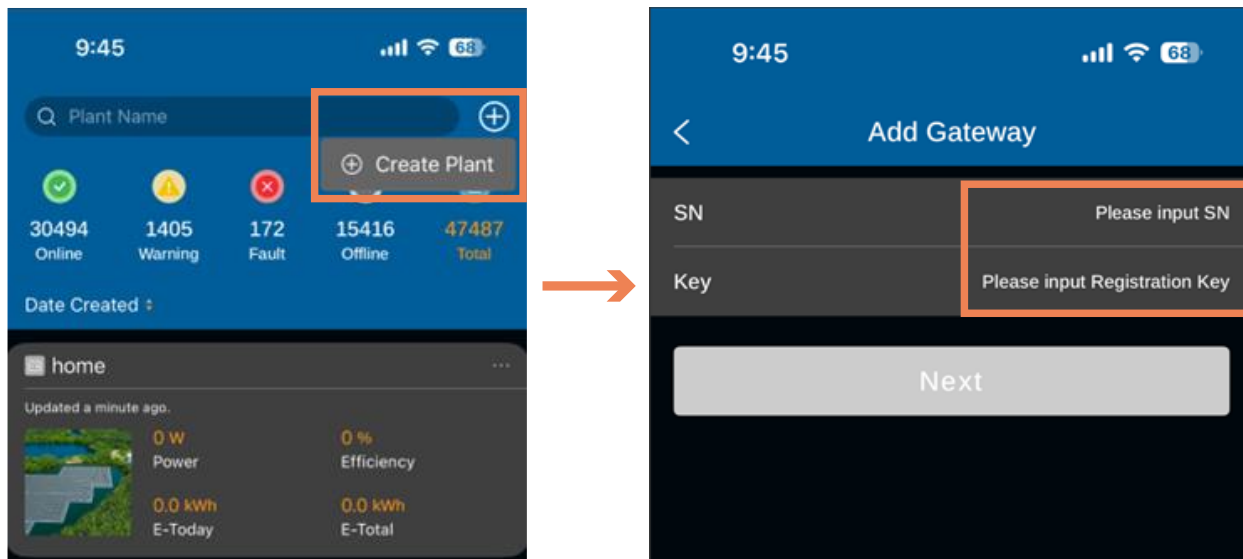 9:45
68
Plant Name
Create Plant
30494 1405 172 15416 47487
Online Warning Fault Offline Total
Date Created
home
Updated a minute ago.
0 W 0 %
Power Efficiency
0.0 kWh 0.0 kWh
E-Today E-Total
9:45
68
Add Gateway
SN Please input SN
Key Please input Registration Key
Next